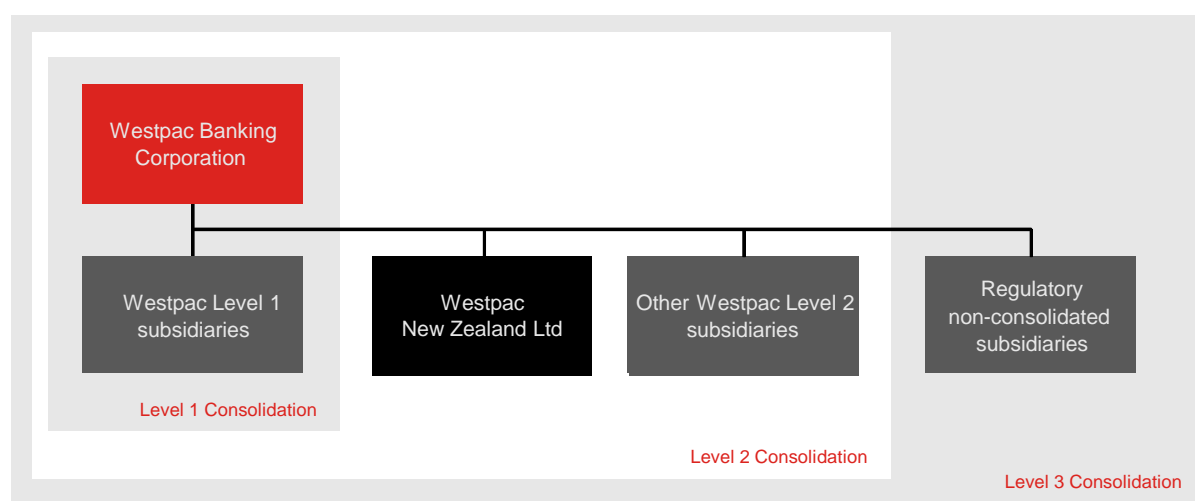 Westpac Banking
Corporation
Westpac Level 1
subsidiaries
Westpac
New Zealand Ltd
Other Westpac Level 2
subsidiaries
Regulatory
non-consolidated
subsidiaries
Level 1 Consolidation
Level 2 Consolidation
Level 3 Consolidation